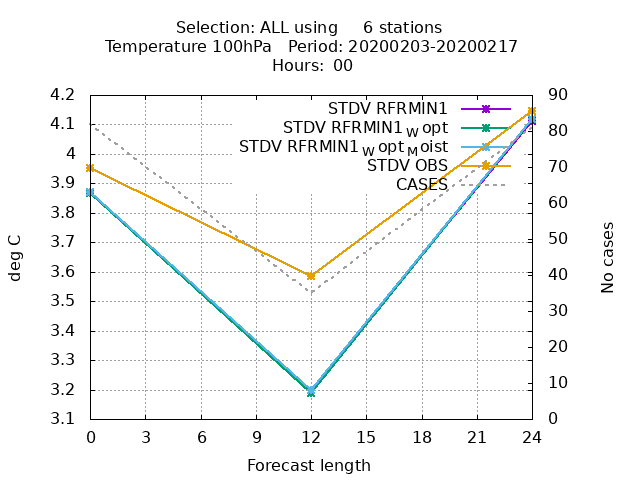 Selection: ALL using     6 stations
Temperature 100hPa   Period: 20200203-20200217
Hours:  00
4.2
4.1
4
3.9
3.8
3.7
3.6
3.5
3.4
3.3
3.2
3.1
deg C
STDV RFRMIN1
STDV RFRMIN1_W opt
STDV RFRMIN1_W opt_M oist
STDV OBS
CASES
90
80
70
60
50
40
30
20
10
0
No cases
0 3 6 9 12 15 18 21 24
Forecast length